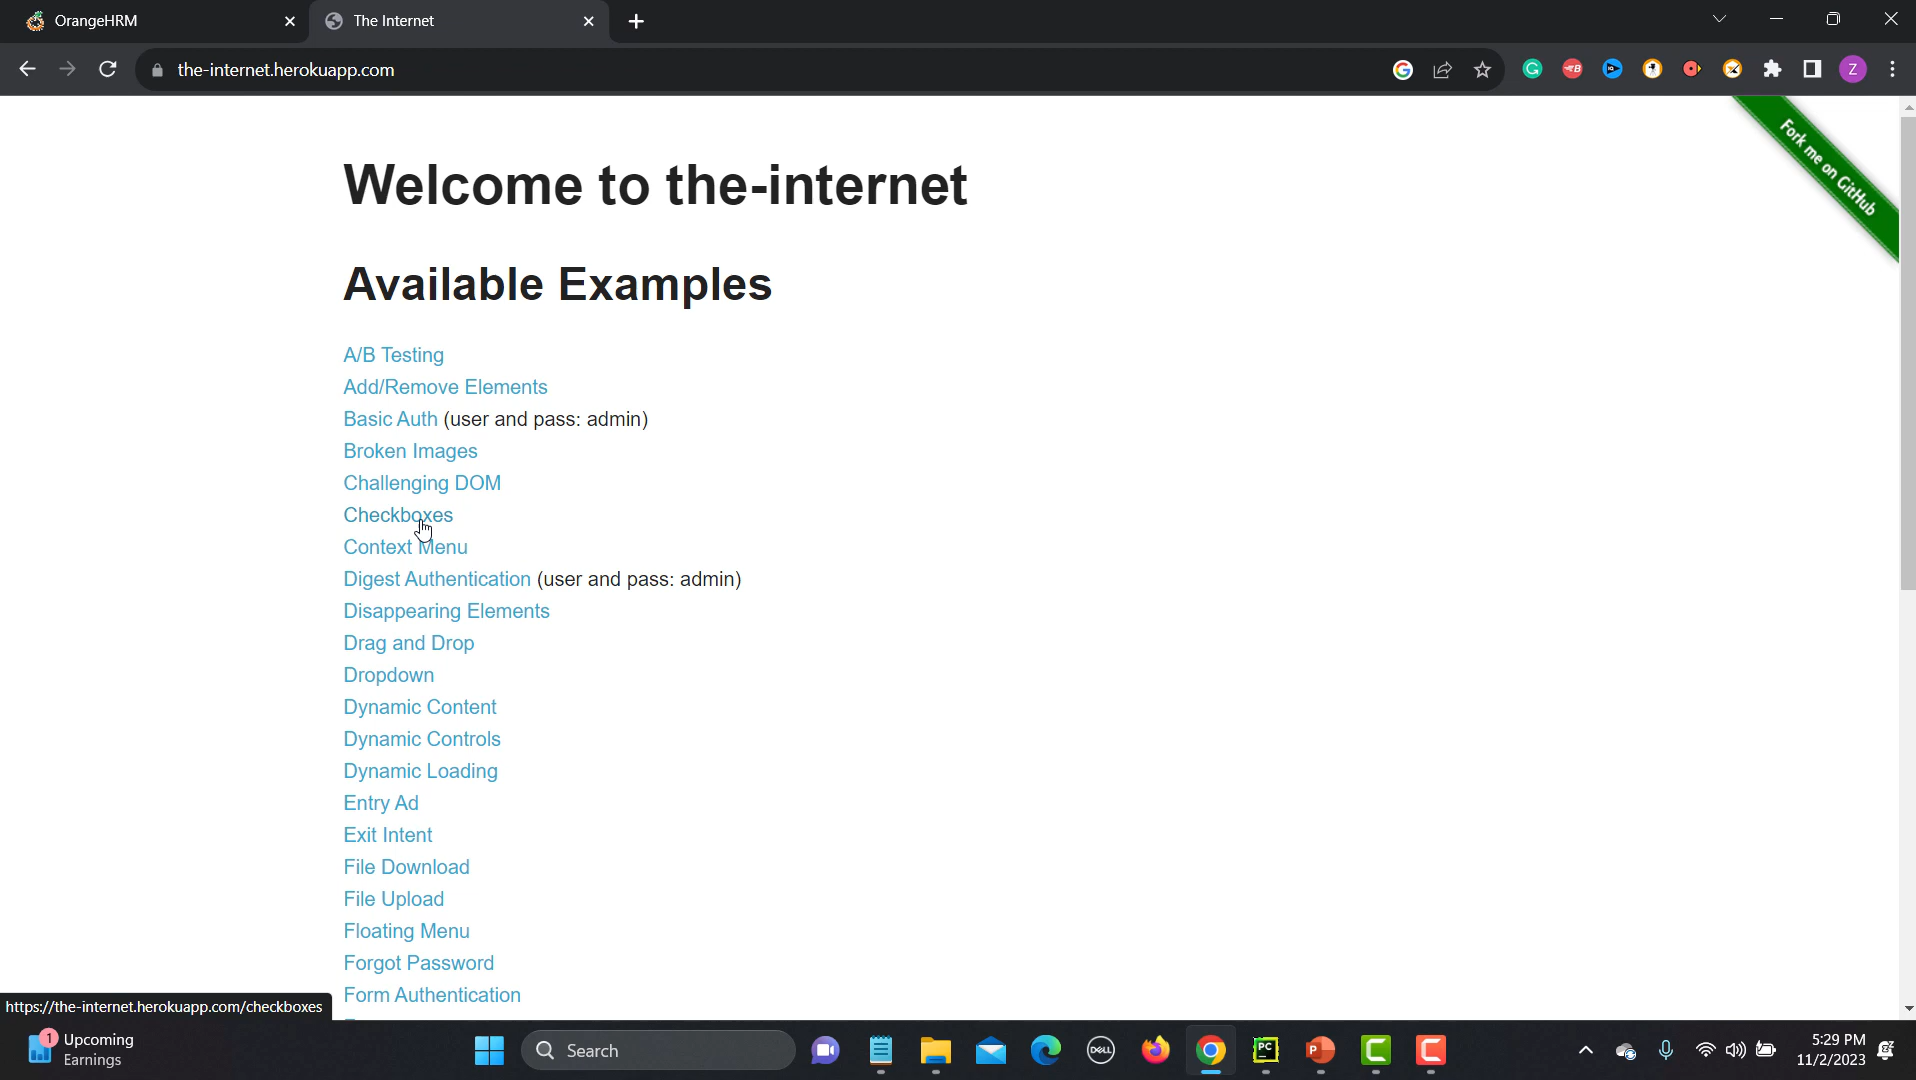 OrangeHRM
The Internet
the-internet.herokuapp.com
Z
Fork me on GitHub
Welcome to the-internet
Available Examples
A/B Testing
Add/Remove Elements
Basic Auth (user and pass: admin)
Broken Images
Challenging DOM
Checkboxes
Context Menu
Digest Authentication (user and pass: admin)
Disappearing Elements
Drag and Drop
Dropdown
Dynamic Content
Dynamic Controls
Dynamic Loading
Entry Ad
Exit Intent
File Download
File Upload
Floating Menu
Forgot Password
Form Authentication
https://the-internet.herokuapp.com/checkboxes
1
Upcoming
Earnings
Search
DELL
PC
P
C
C
5:29 PM
11/2/2023